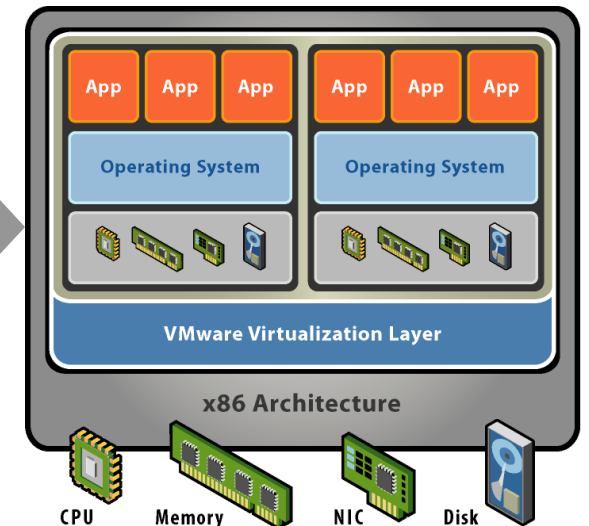 App App App App App App
Operating System Operating System
VMware Virtualization Layer
x86 Architecture
CPU Memory NIC Disk